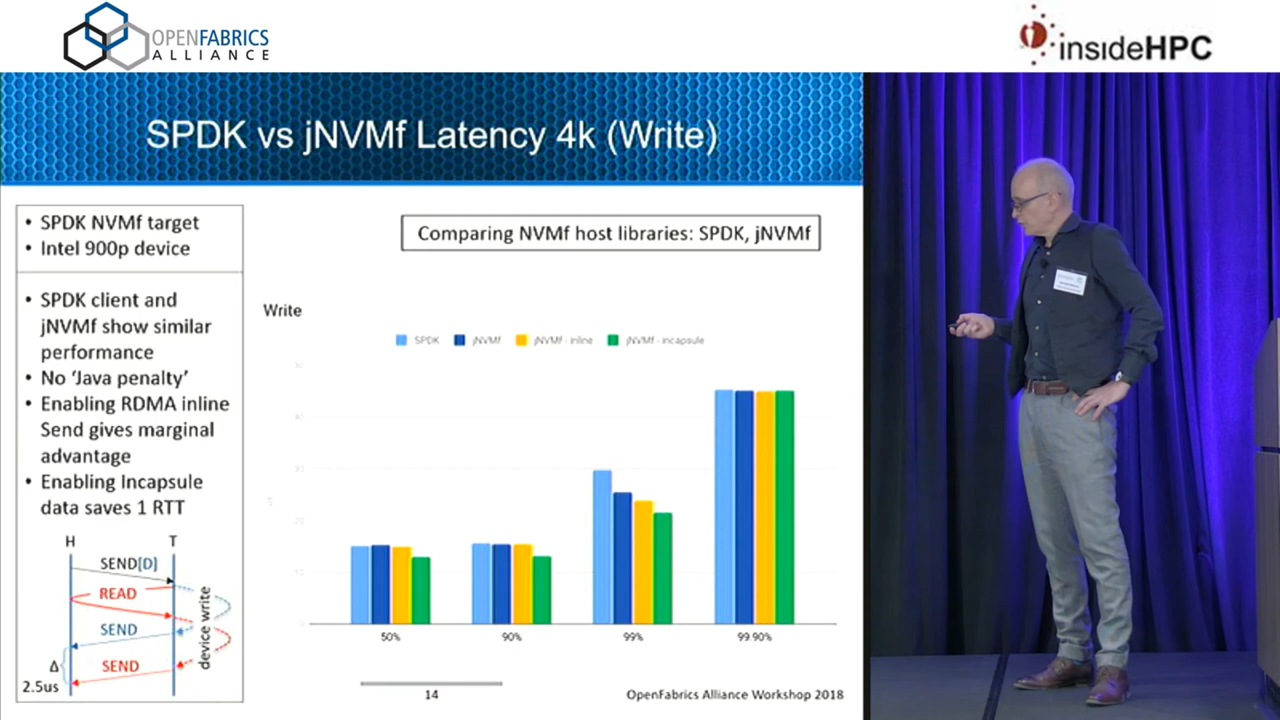 OPENFABRICS
ALLIANCE
insideHPC
SPDK vs jNVMf Latency 4k (Write)
• SPDK NVMf target
• Intel 900p device
• SPDK client and
jNVMf show similar
performance
• No ‘Java penalty’
• Enabling RDMA inline
Send gives marginal
advantage
• Enabling Incapsule
data saves 1 RTT
H T
SEND[D]
READ
SEND
SEND
device write
Δ
2.5us
Comparing NVMf host libraries: SPDK, jNVMf
Write
SPDK jNVMf jNVMf - inline jNVMf - incapsule
50% 90% 99% 99.90%
14
OpenFabrics Alliance Workshop 2018